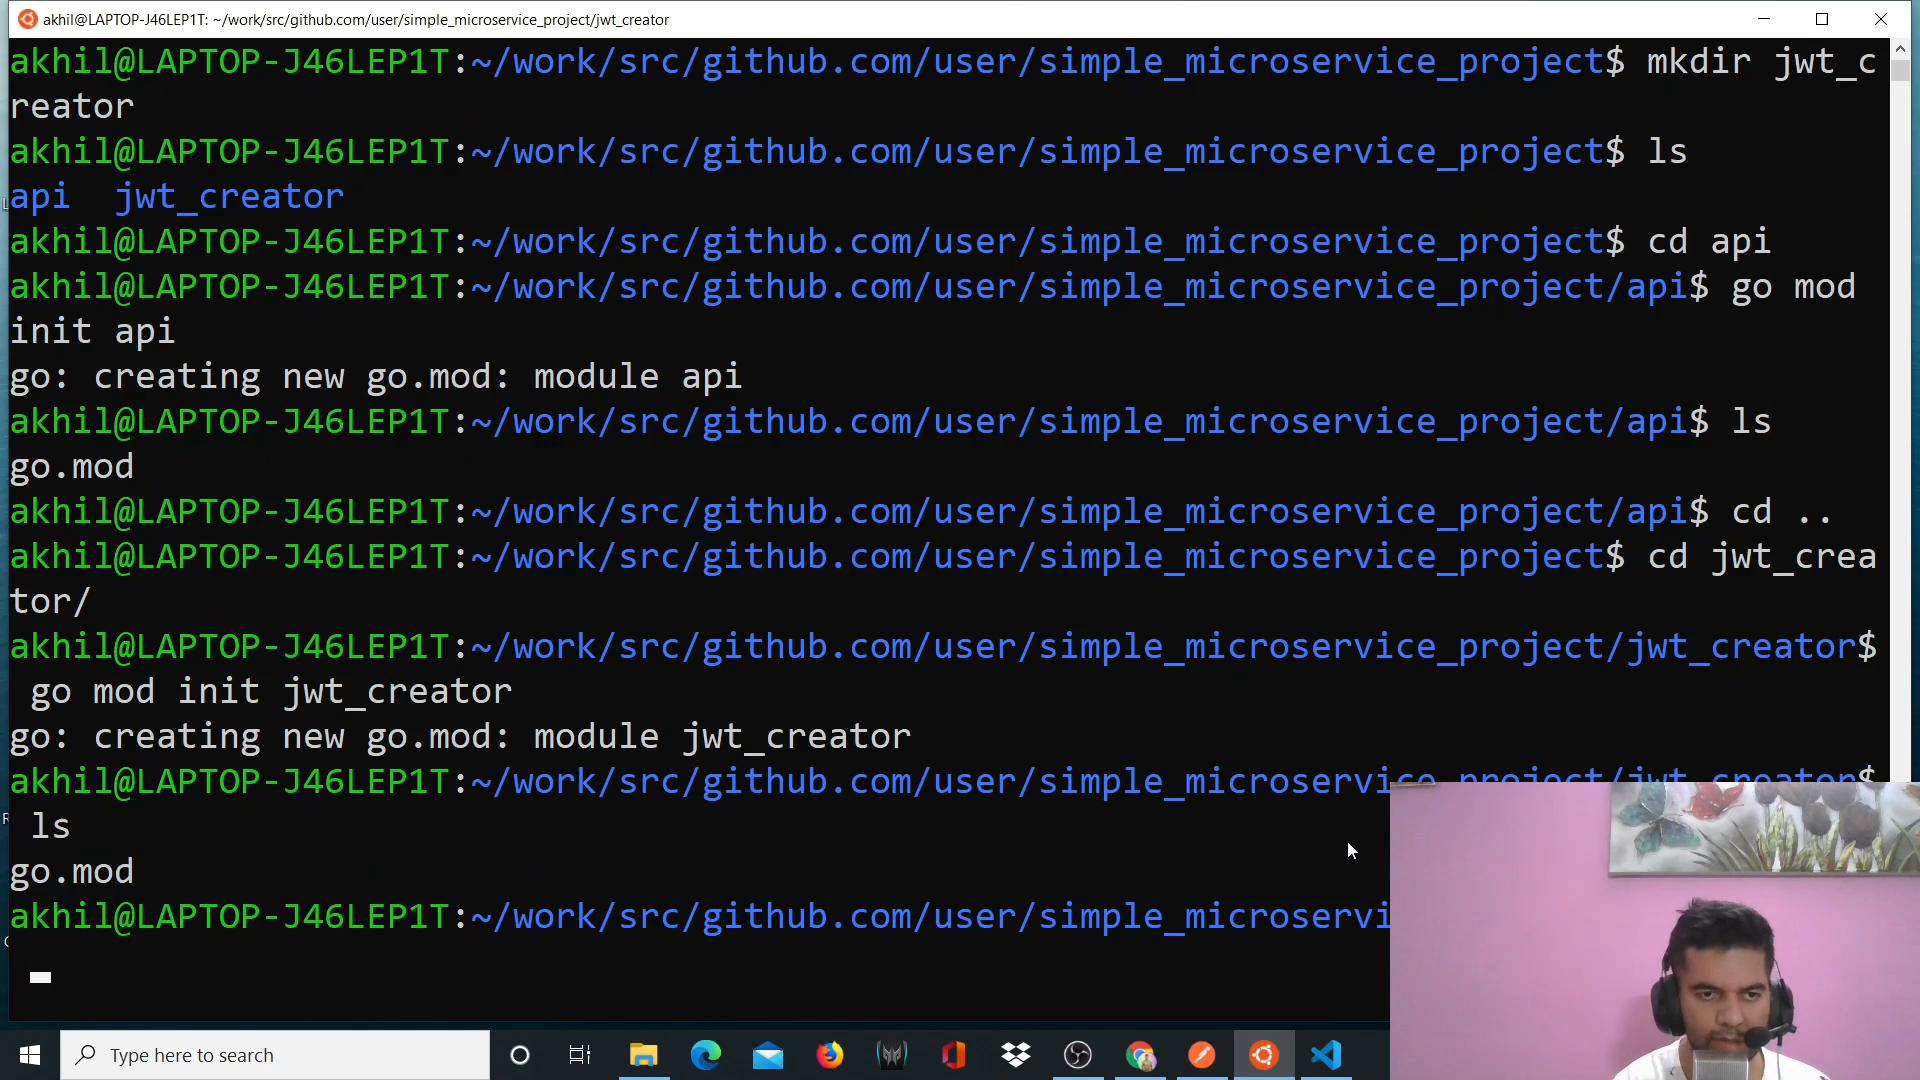 akhil@LAPTOP-J46LEP1T: ~/work/src/github.com/user/simple_microservice_project/jwt_creator
akhil@LAPTOP-J46LEP1T:~/work/src/github.com/user/simple_microservice_project$ mkdir jwt_c
reator
akhil@LAPTOP-J46LEP1T:~/work/src/github.com/user/simple_microservice_project$ ls
api  jwt_creator
akhil@LAPTOP-J46LEP1T:~/work/src/github.com/user/simple_microservice_project$ cd api
akhil@LAPTOP-J46LEP1T:~/work/src/github.com/user/simple_microservice_project/api$ go mod
init api
go: creating new go.mod: module api
akhil@LAPTOP-J46LEP1T:~/work/src/github.com/user/simple_microservice_project/api$ ls
go.mod
akhil@LAPTOP-J46LEP1T:~/work/src/github.com/user/simple_microservice_project/api$ cd ..
akhil@LAPTOP-J46LEP1T:~/work/src/github.com/user/simple_microservice_project$ cd jwt_crea
tor/
akhil@LAPTOP-J46LEP1T:~/work/src/github.com/user/simple_microservice_project/jwt_creator$
 go mod init jwt_creator
go: creating new go.mod: module jwt_creator
akhil@LAPTOP-J46LEP1T:~/work/src/github.com/user/simple_microservice_project/jwt_creator$
 ls
go.mod
akhil@LAPTOP-J46LEP1T:~/work/src/github.com/user/simple_microservi
Type here to search